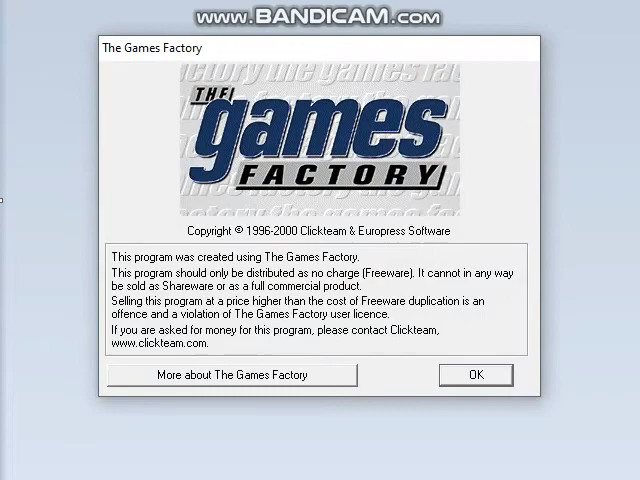 www.BANDICAM.com
The Games Factory
THE
games
FACTORY
Copyright © 1996-2000 Clickteam & Europress Software
This program was created using The Games Factory.
This program should only be distributed as no charge (Freeware). It cannot in any way
be sold as Shareware or as a full commercial product.
Selling this program at a price higher than the cost of Freeware duplication is an
offence and a violation of The Games Factory user licence.
If you are asked for money for this program, please contact Clickteam,
www.clickteam.com.
More about The Games Factory
OK